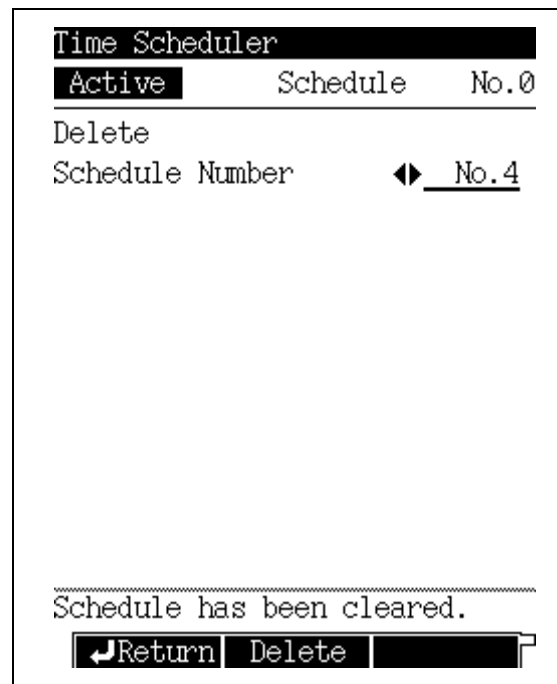 Time Scheduler
Active Schedule No.0
Delete
Schedule Number No.4
Schedule has been cleared.
Return Delete